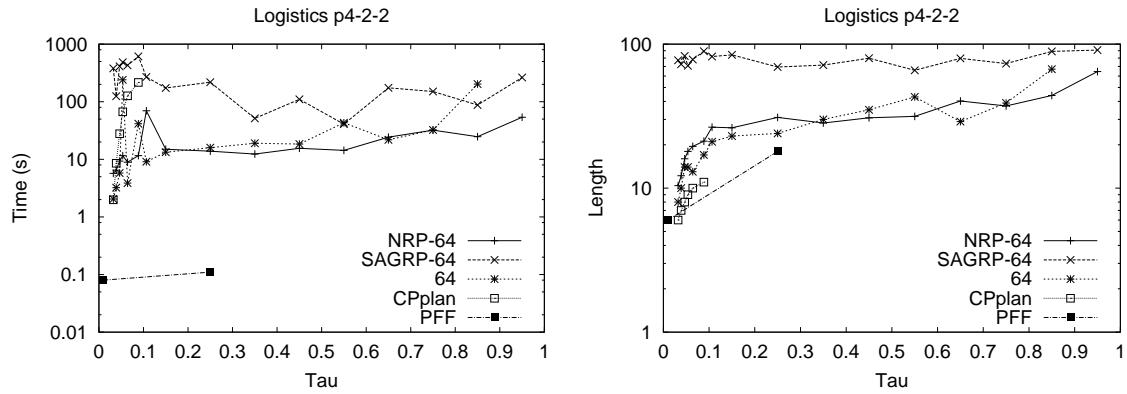 Logistics p4-2-2
1000
100
10
1
0.1
0.01
Time (s)
0 0.1 0.2 0.3 0.4 0.5 0.6 0.7 0.8 0.9 1
Tau
NRP-64
SAGRP-64
64
CPplan
PFF
Logistics p4-2-2
100
10
1
Length
0 0.1 0.2 0.3 0.4 0.5 0.6 0.7 0.8 0.9 1
Tau
NRP-64
SAGRP-64
64
CPplan
PFF